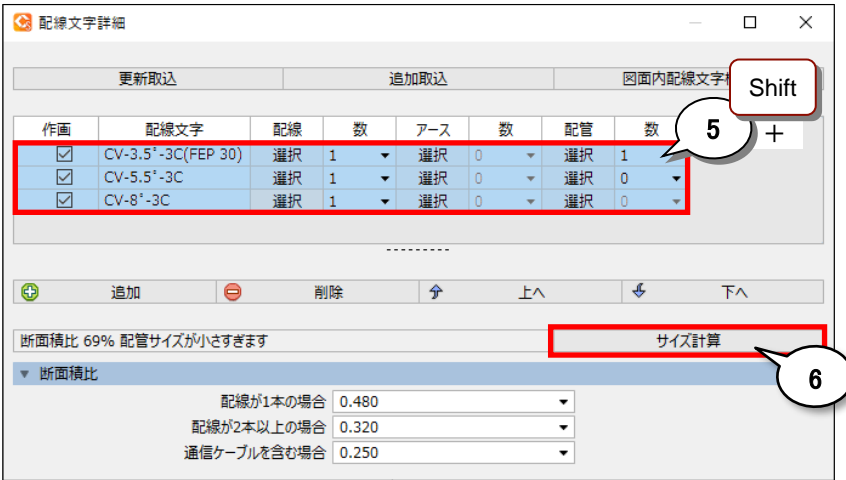 配線文字詳細
更新取込 追加取込 図面内配線文字
Shift
5 +
作画 配線文字 配線 数 アース 数 配管 数
CV-3.5゜-3C(FEP 30) 選択 1 選択 0 選択 1
CV-5.5゜-3C 選択 1 選択 0 選択 0
CV-8゜-3C 選択 1 選択 0 選択 0
追加 削除 上へ 下へ
断面積比 69% 配管サイズが小さすぎます サイズ計算
断面積比
6
配線が1本の場合 0.480
配線が2本以上の場合 0.320
通信ケーブルを含む場合 0.250